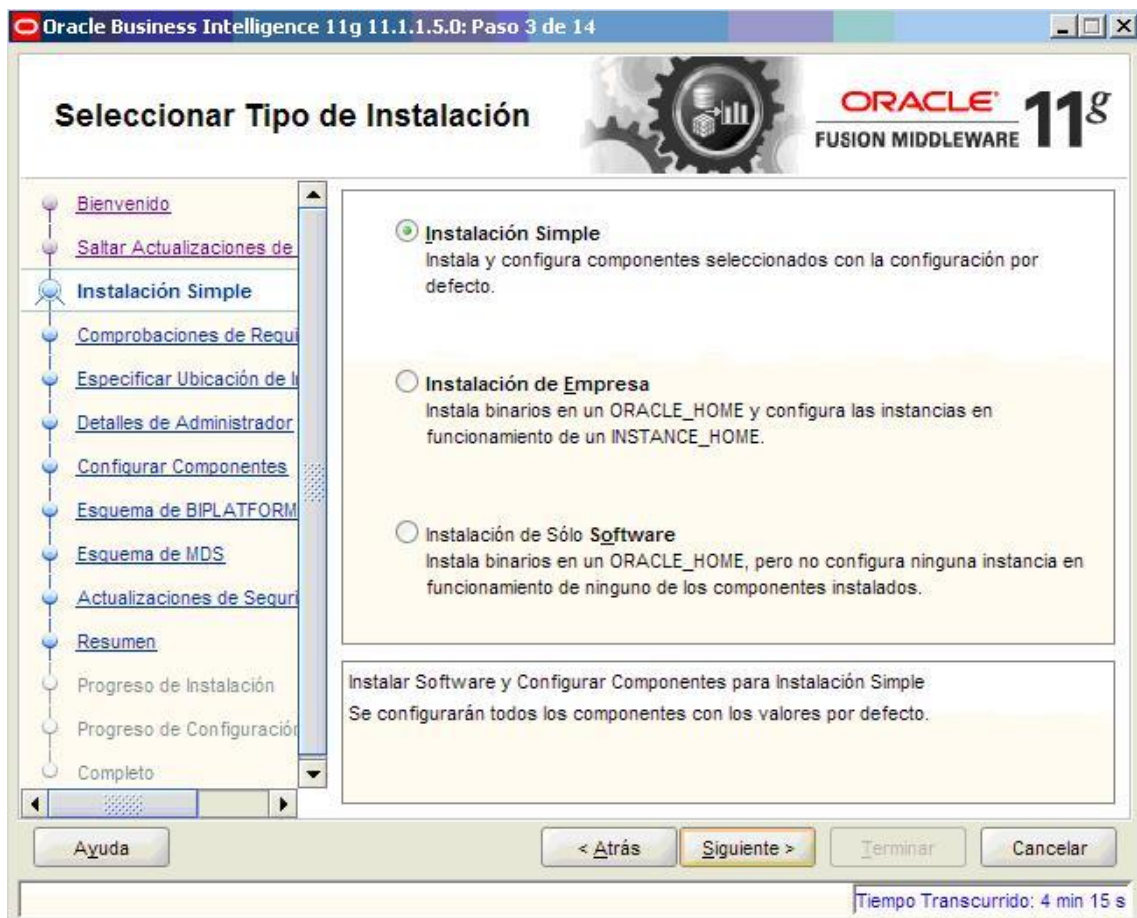 Oracle Business Intelligence 11g 11.1.1.5.0: Paso 3 de 14
Seleccionar Tipo de Instalación
ORACLE
FUSION MIDDLEWARE
11g
Bienvenido
Saltar Actualizaciones de
Instalación Simple
Comprobaciones de Requi
Especificar Ubicación de I
Detalles de Administrador
Configurar Componentes
Esquema de BIPLATFORM
Esquema de MDS
Actualizaciones de Seguri
Resumen
Progreso de Instalación
Progreso de Configuración
Completo
Instalación Simple
Instala y configura componentes seleccionados con la configuración por
defecto.
Instalación de Empresa
Instala binarios en un ORACLE_HOME y configura las instancias en
funcionamiento de un INSTANCE_HOME.
Instalación de Sólo Software
Instala binarios en un ORACLE_HOME, pero no configura ninguna instancia en
funcionamiento de ninguno de los componentes instalados.
Instalar Software y Configurar Componentes para Instalación Simple
Se configurarán todos los componentes con los valores por defecto.
Ayuda
< Atrás
Siguiente >
Terminar
Cancelar
Tiempo Transcurrido: 4 min 15 s